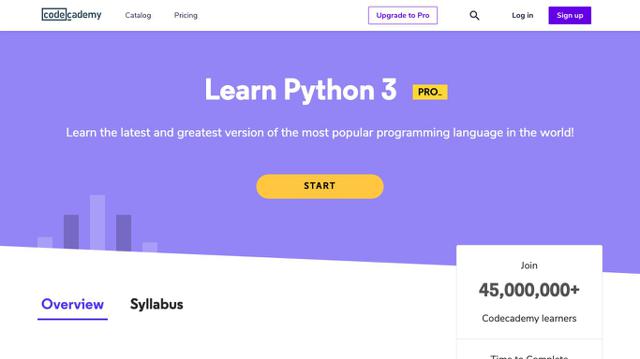 codecademy Catalog Pricing Upgrade to Pro Log in Sign up
Learn Python 3 PRO_
Learn the latest and greatest version of the most popular programming language in the world!
START
Join
45,000,000+
Codecademy learners
Overview Syllabus
Time to Complete